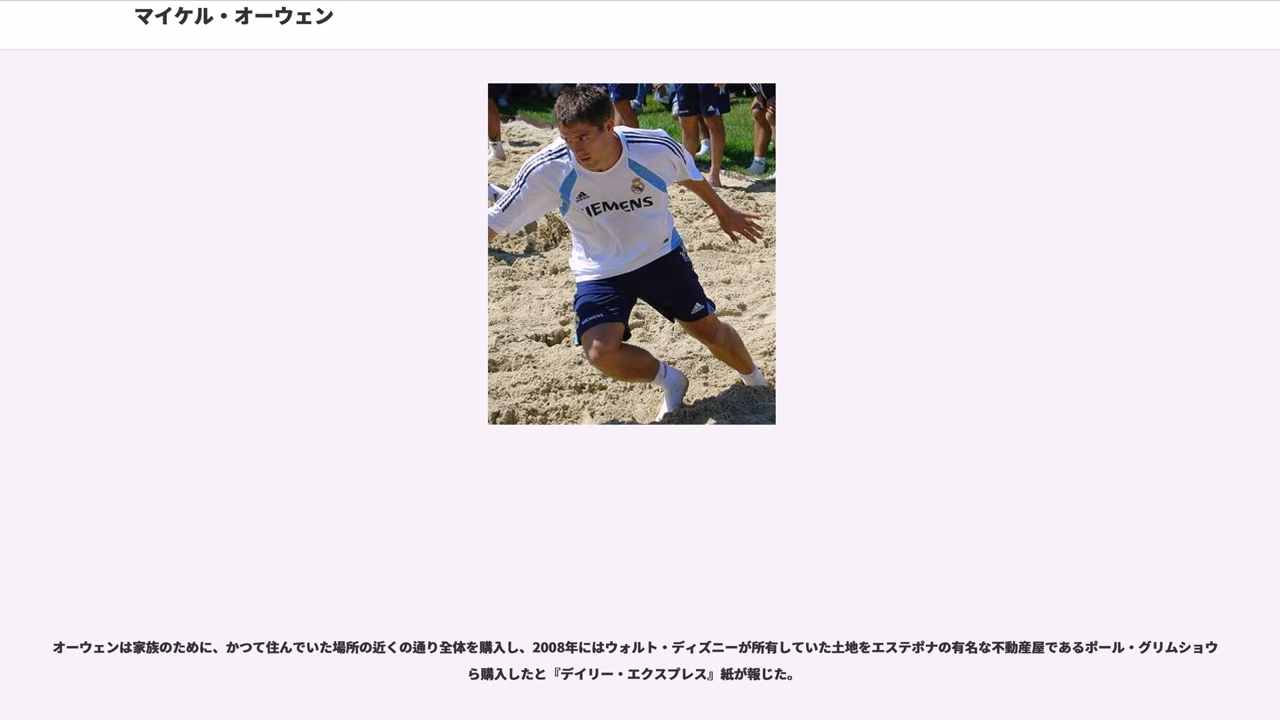 マイケル・オーウェン
SIEMENS
SIEMENS
オーウェンは家族のために、かつて住んでいた場所の近くの通り全体を購入し、2008年にはウォルト・ディズニーが所有していた土地をエステポナの有名な不動産屋であるポール・グリムショウ
ら購入したと『デイリー・エクスプレス』紙が報じた。